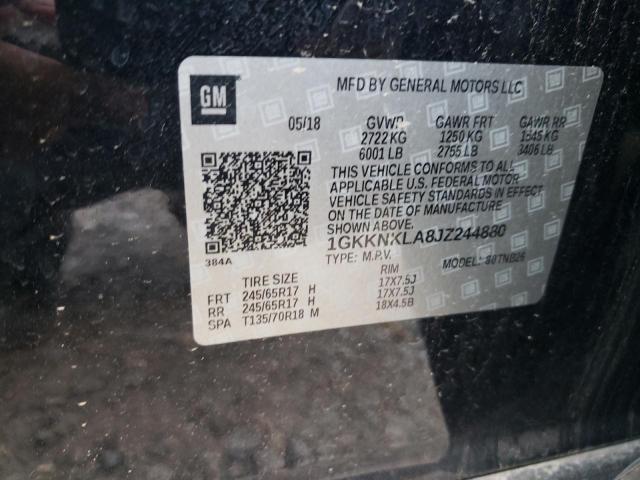 GM
MFD BY GENERAL MOTORS LLC
05/18 GVWR GAWR FRT GAWR RR
2722 KG 1250 KG 1545 KG
6001 LB 2755 LB 3406 LB
THIS VEHICLE CONFORMS TO ALL
APPLICABLE U.S. FEDERAL MOTOR
VEHICLE SAFETY STANDARDS IN EFFECT
ON THE DATE OF MANUFACTURE
SHOWN ABOVE.
1GKKNXLA8JZ244880
384A
TYPE: M.P.V. MODEL: 88TNB26
TIRE SIZE RIM
FRT 245/65R17 H 17X7.5J
RR 245/65R17 H 17X7.5J
SPA T135/70R18 M 18X4.5B